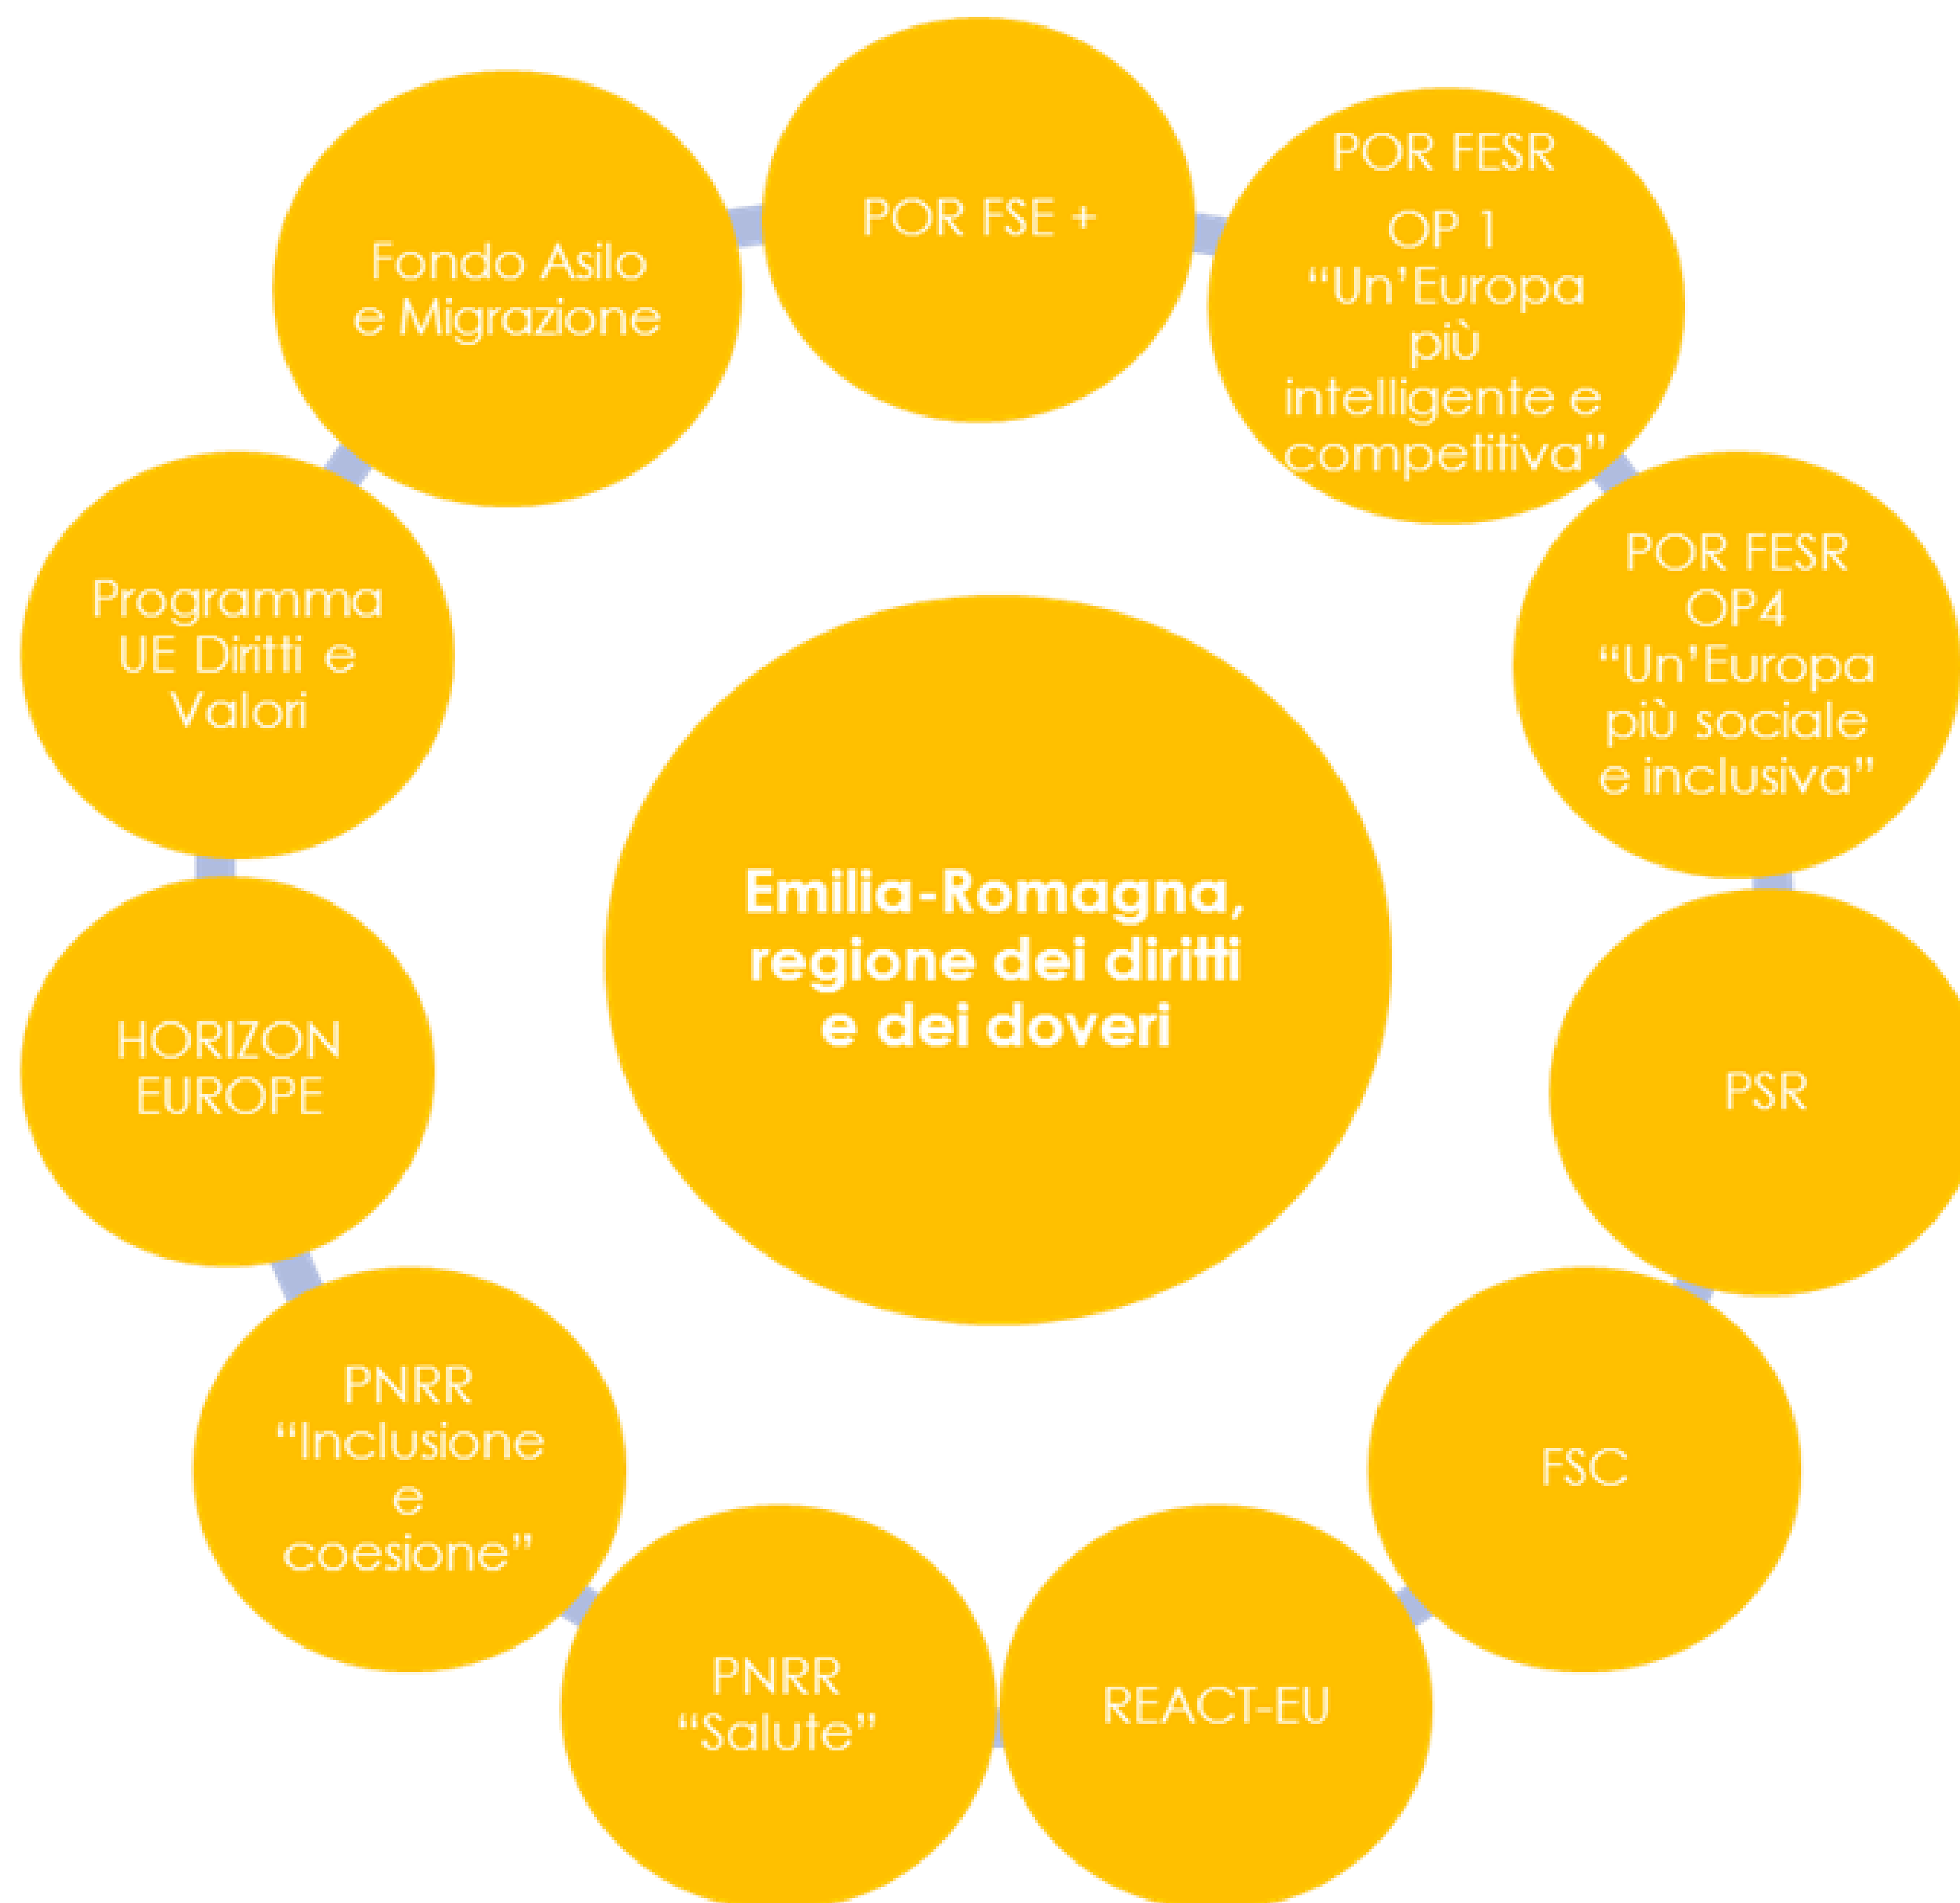 POR FSE +
POR FESR
OP 1
“Un’Europa
più
intelligente e
competitiva”
POR FESR
OP4
“Un’Europa
più sociale
e inclusiva”
PSR
FSC
REACT-EU
PNRR
“Salute”
PNRR
“Inclusione
e
coesione”
HORIZON
EUROPE
Programma
UE Diritti e
Valori
Fondo Asilo
e Migrazione
Emilia-Romagna,
regione dei diritti
e dei doveri